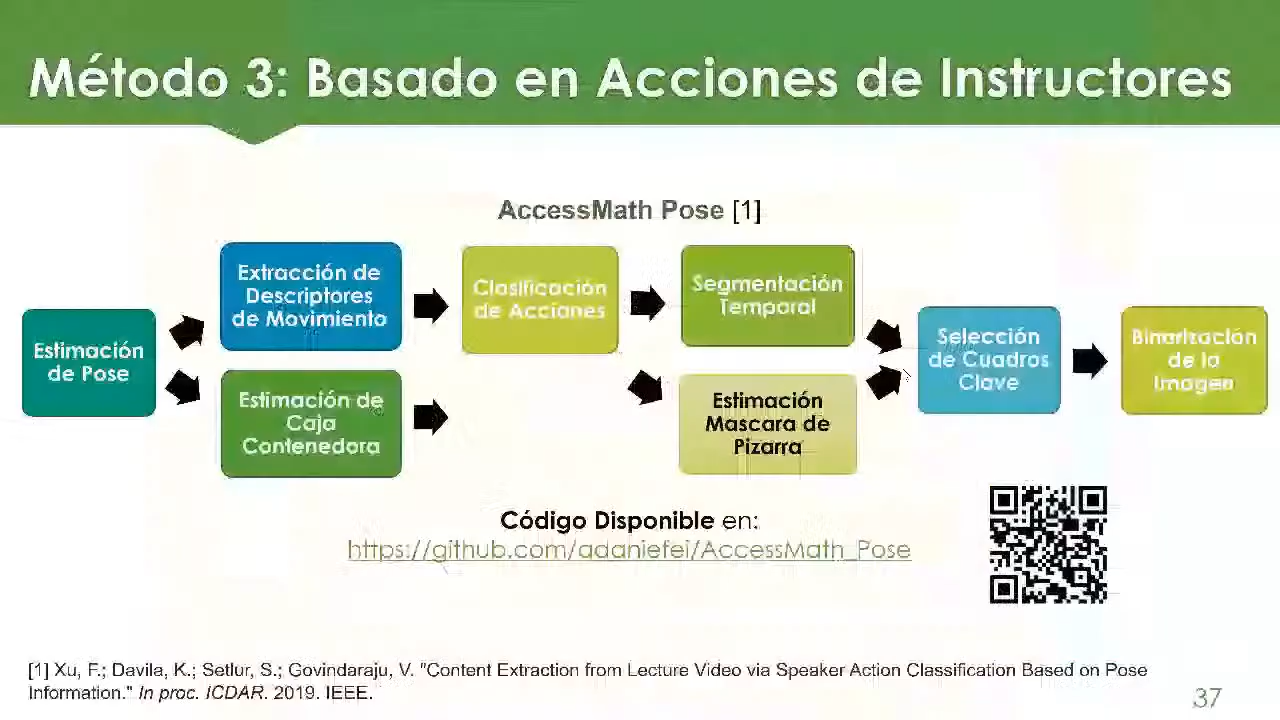 Método 3: Basado en Acciones de Instructores
AccessMath Pose [1]
Estimación
de Pose
Extracción de
Descriptores
de Movimiento
Estimación de
Caja
Contenedora
Clasificación
de Acciones
Segmentación
Temporal
Estimación
Mascara de
Pizarra
Selección
de Cuadros
Clave
Binarización
de la
Imagen
Código Disponible en:
https://github.com/adaniefei/AccessMath_Pose
[1] Xu, F.; Davila, K.; Setlur, S.; Govindaraju, V. "Content Extraction from Lecture Video via Speaker Action Classification Based on Pose
Information." In proc. ICDAR. 2019. IEEE.
37